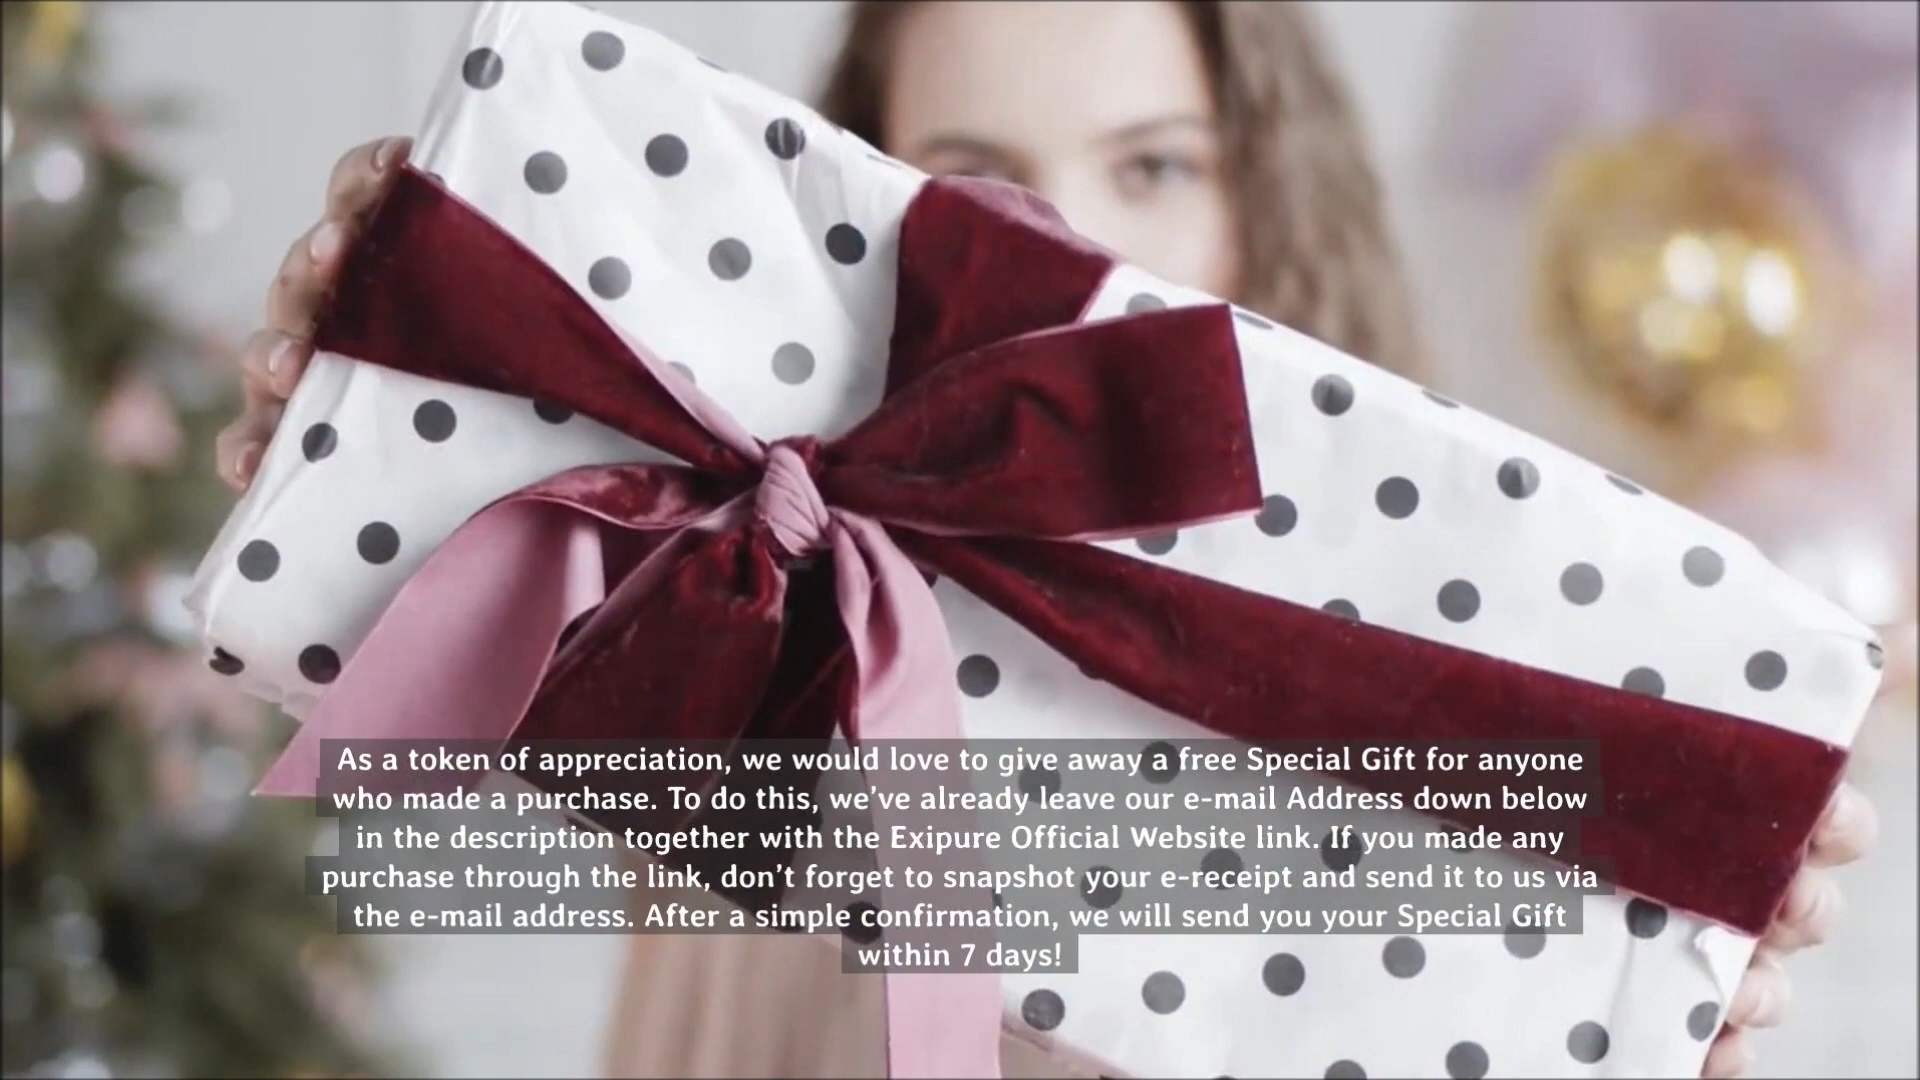 As a token of appreciation, we would love to give away a free Special Gift for anyone
who made a purchase. To do this, we've already leave our e-mail Address down below
in the description together with the Exipure Official Website link. If you made any
purchase through the link, don't forget to snapshot your e-receipt and send it to us via
the e-mail address. After a simple confirmation, we will send you your Special Gift
within 7 days!